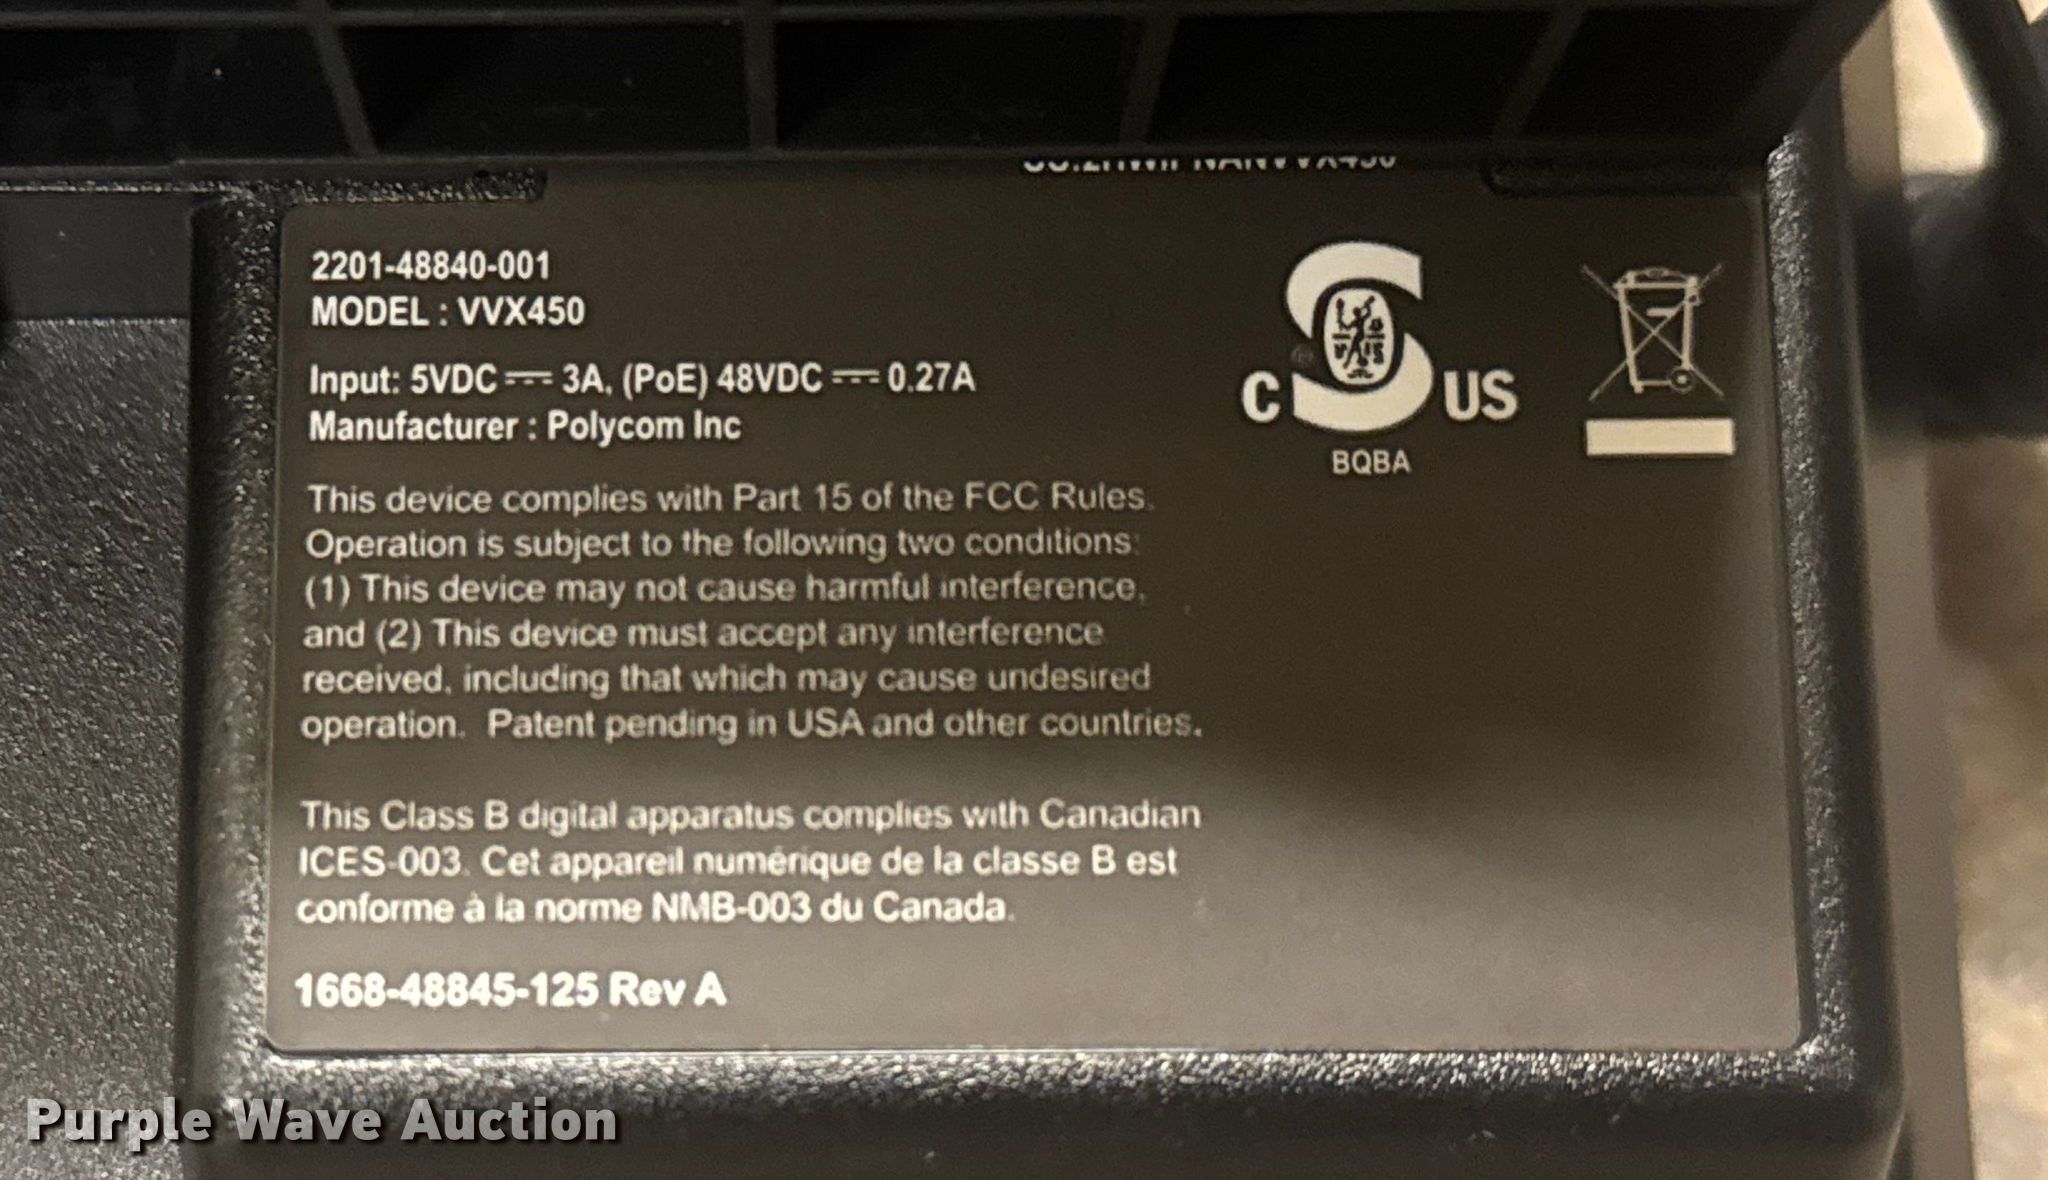 2201-48840-001
MODEL : VVX450
Input: 5VDC ⎓ 3A, (PoE) 48VDC ⎓ 0.27A
Manufacturer : Polycom Inc
C S US
BQBA
This device complies with Part 15 of the FCC Rules.
Operation is subject to the following two conditions:
(1) This device may not cause harmful interference,
and (2) This device must accept any interference
received, including that which may cause undesired
operation. Patent pending in USA and other countries.
This Class B digital apparatus complies with Canadian
ICES-003. Cet appareil numérique de la classe B est
conforme à la norme NMB-003 du Canada.
1668-48845-125 Rev A
Purple Wave Auction